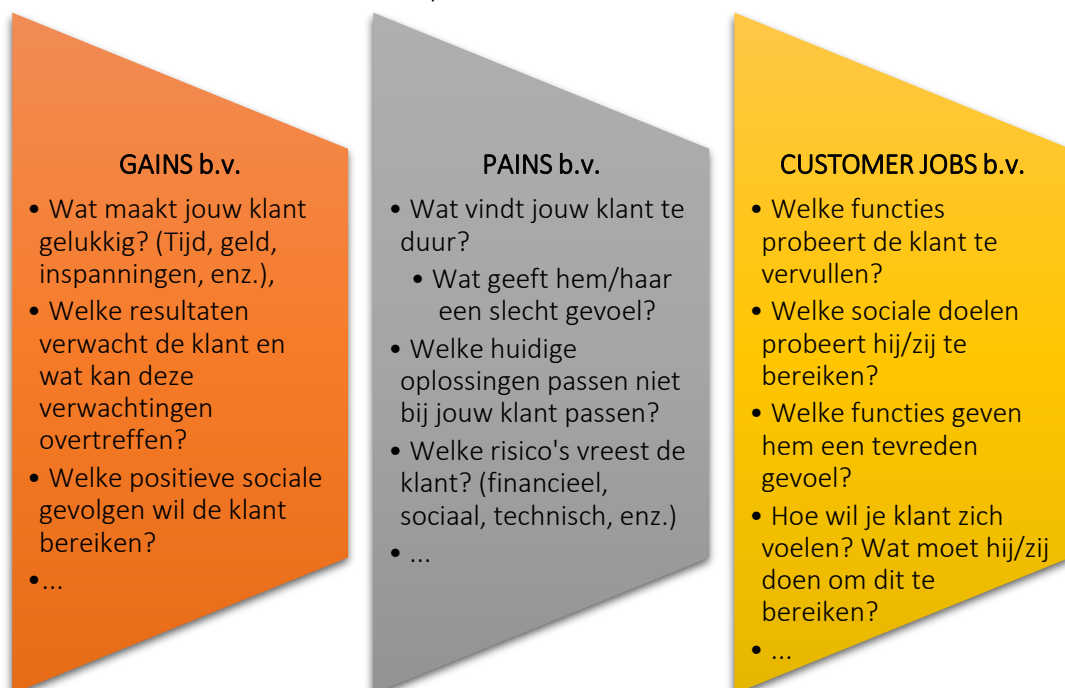 GAINS b.v.
• Wat maakt jouw klant
gelukkig? (Tijd, geld,
inspanningen, enz.),
• Welke resultaten
verwacht de klant en
wat kan deze
verwachtingen
overtreffen?
• Welke positieve sociale
gevolgen wil de klant
bereiken?
•...
PAINS b.v.
• Wat vindt jouw klant te
duur?
• Wat geeft hem/haar
een slecht gevoel?
• Welke huidige
oplossingen passen niet
bij jouw klant passen?
• Welke risico's vreest de
klant? (financieel,
sociaal, technisch, enz.)
• ...
CUSTOMER JOBS b.v.
• Welke functies
probeert de klant te
vervullen?
• Welke sociale doelen
probeert hij/zij te
bereiken?
• Welke functies geven
hem een tevreden
gevoel?
• Hoe wil je klant zich
voelen? Wat moet hij/zij
doen om dit te
bereiken?
• ...